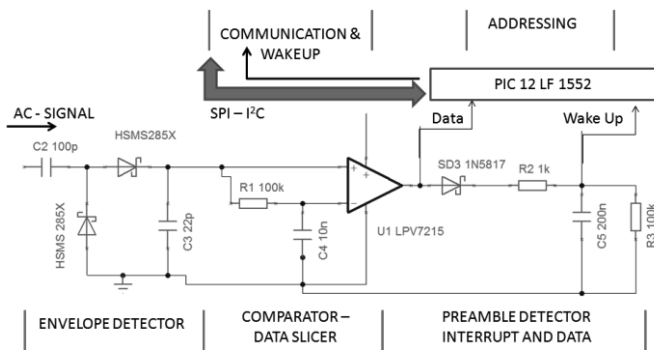 COMMUNICATION &
WAKEUP
ADDRESSING
PIC 12 LF 1552
AC - SIGNAL
SPI – I²C
Data
Wake Up
C2 100p
HSMS285X
HSMS 285X
C3 22p
R1 100k
C4 10n
U1 LPV7215
SD3 1N5817
R2 1k
C5 200n
R3 100k
ENVELOPE DETECTOR
COMPARATOR –
DATA SLICER
PREAMBLE DETECTOR
INTERRUPT AND DATA